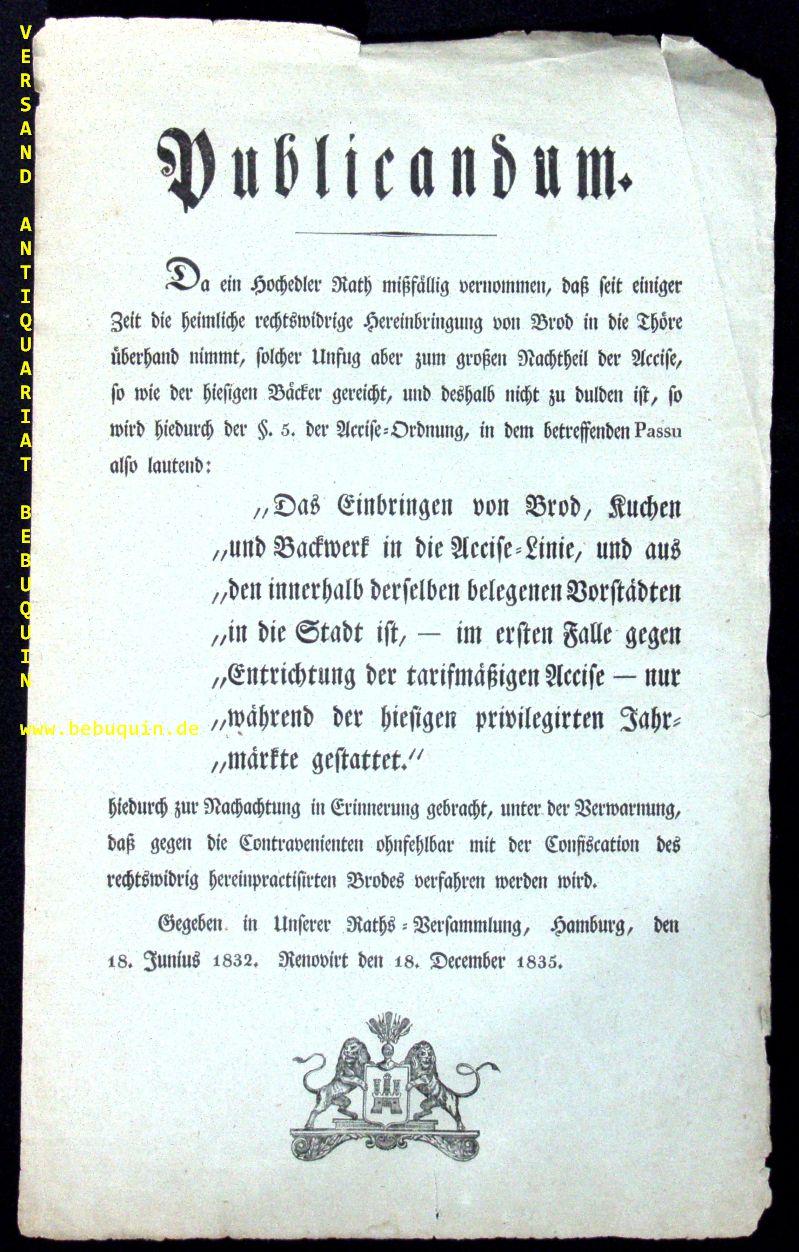 Publicandum.
Da ein Hochedler Rath mißfällig vernommen, daß seit einiger
Zeit die heimliche rechtswidrige Hereinbringung von Brod in die Thöre
überhand nimmt, solcher Unfug aber zum großen Nachtheil der Accise,
so wie der hiesigen Bäcker gereicht, und deshalb nicht zu dulden ist, so
wird hiedurch der §. 5. der Accise-Ordnung, in dem betreffenden Passu
also lautend:
„Das Einbringen von Brod, Kuchen
„und Backwerk in die Accise-Linie, und aus
„den innerhalb derselben belegenen Vorstädten
„in die Stadt ist, — im ersten Falle gegen
„Entrichtung der tarifmäßigen Accise — nur
„während der hiesigen privilegirten Jahr-
„märkte gestattet.“
hiedurch zur Nachachtung in Erinnerung gebracht, unter der Verwarnung,
daß gegen die Contravenienten ohnfehlbar mit der Confiscation des
rechtswidrig hereinpractisirten Brodes verfahren werden wird.
Gegeben in Unserer Raths-Versammlung, Hamburg, den
18. Junius 1832. Renovirt den 18. December 1835.
VERSAND ANTIQUARIAT BEBUQUIN
www.bebuquin.de